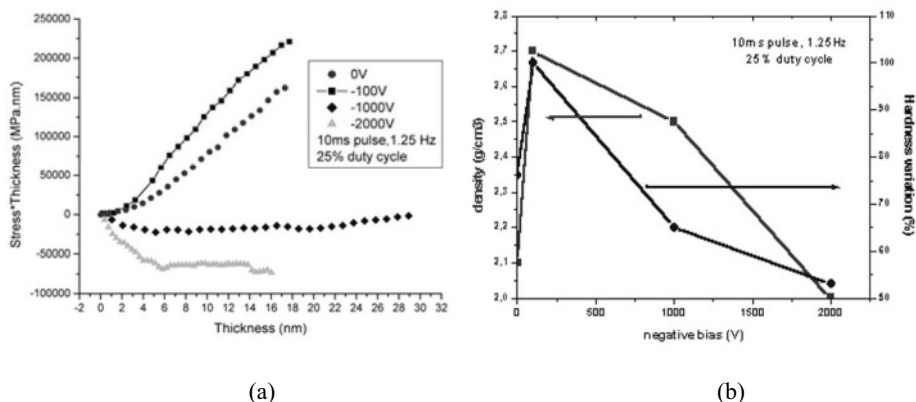 (a)
250000
200000
150000
100000
50000
0
-50000
-100000
Stress*Thickness (MPa.nm)
0V
-100V
-1000V
-2000V
10ms pulse,1.25 Hz
25% duty cycle
-2 0 2 4 6 8 10 12 14 16 18 20 22 24 26 28 30 32
Thickness (nm)
(a)
b)
2,8
2,7
2,6
2,5
2,4
2,3
2,2
2,1
2,0
density (g/cm3)
10ms pulse, 1.25 Hz
25% duty cycle
110
100
90
80
70
60
50
Hardness variation (%)
0 500 1000 1500 2000
negative bias (V)
(b)